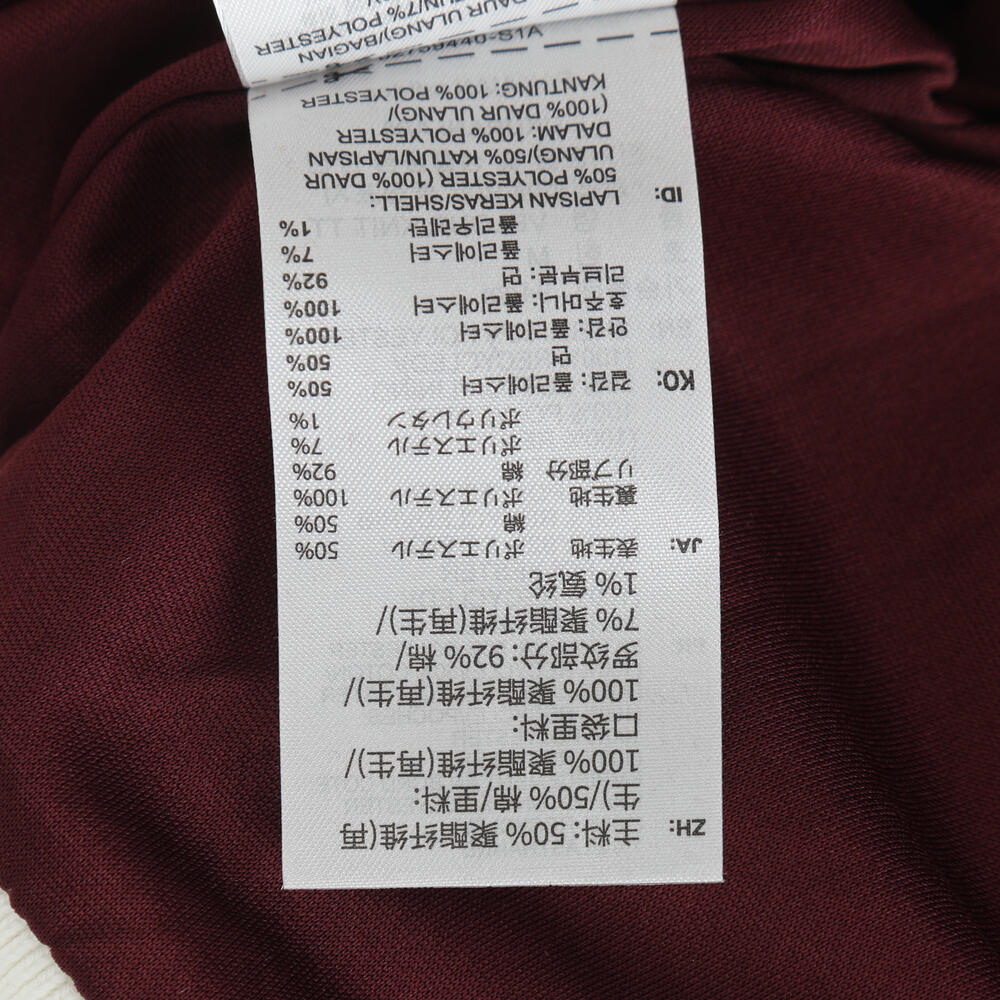 ZH: 主料: 50% 聚酯纤维(再
生)/50% 棉/里料:
100% 聚酯纤维(再生)/
口袋里料:
100% 聚酯纤维(再生)/
罗纹部分: 92% 棉/
7% 聚酯纤维(再生)/
1% 氨纶
JA: 表生地 ポリエステル 50%
綿 50%
裏生地 ポリエステル 100%
リブ部分 綿 92%
ポリエステル 7%
ポリウレタン 1%
KO: 겉감: 폴리에스터 50%
면 50%
안감: 폴리에스터 100%
호주머니: 폴리에스터 100%
리브부분: 면 92%
폴리에스터 7%
폴리우레탄 1%
ID: LAPISAN KERAS/SHELL:
50% POLYESTER (100% DAUR
ULANG)/50% KATUN/LAPISAN
DALAM: 100% POLYESTER
(100% DAUR ULANG)/
KANTUNG: 100% POLYESTER
759440-S1A
DAUR ULANG)/BAGIAN
7% POLYESTER